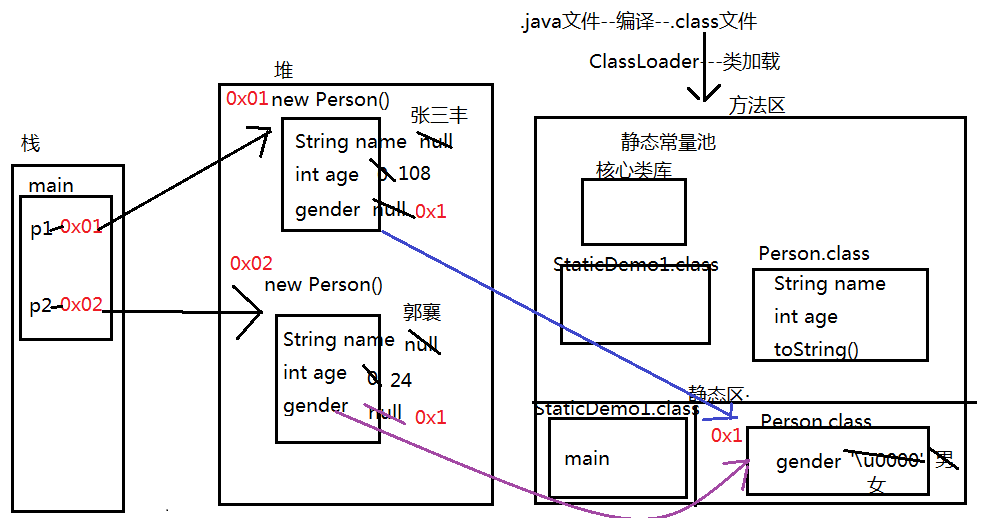 .java文件--编译--.class文件
ClassLoader---类加载
栈
main
p1 0x01
p2 0x02
堆
0x01 new Person()
张三丰
String name null
int age 0 108
gender null 0x1
0x02
new Person()
郭襄
String name null
int age 0 24
gender null 0x1
方法区
静态常量池
核心类库
StaticDemo1.class
Person.class
String name
int age
toString()
静态区
StaticDemo1.class
main
Person.class
0x1
gender '\u0000' 男
女